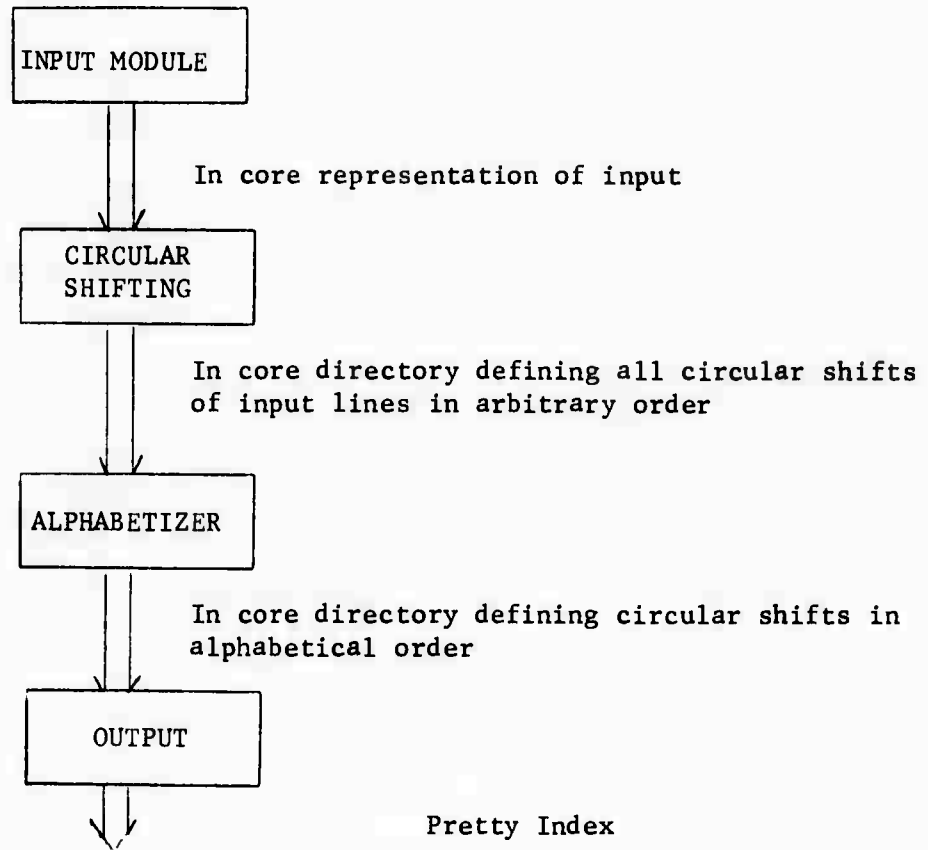 INPUT MODULE
In core representation of input
CIRCULAR
SHIFTING
In core directory defining all circular shifts
of input lines in arbitrary order
ALPHABETIZER
In core directory defining circular shifts in
alphabetical order
OUTPUT
Pretty Index